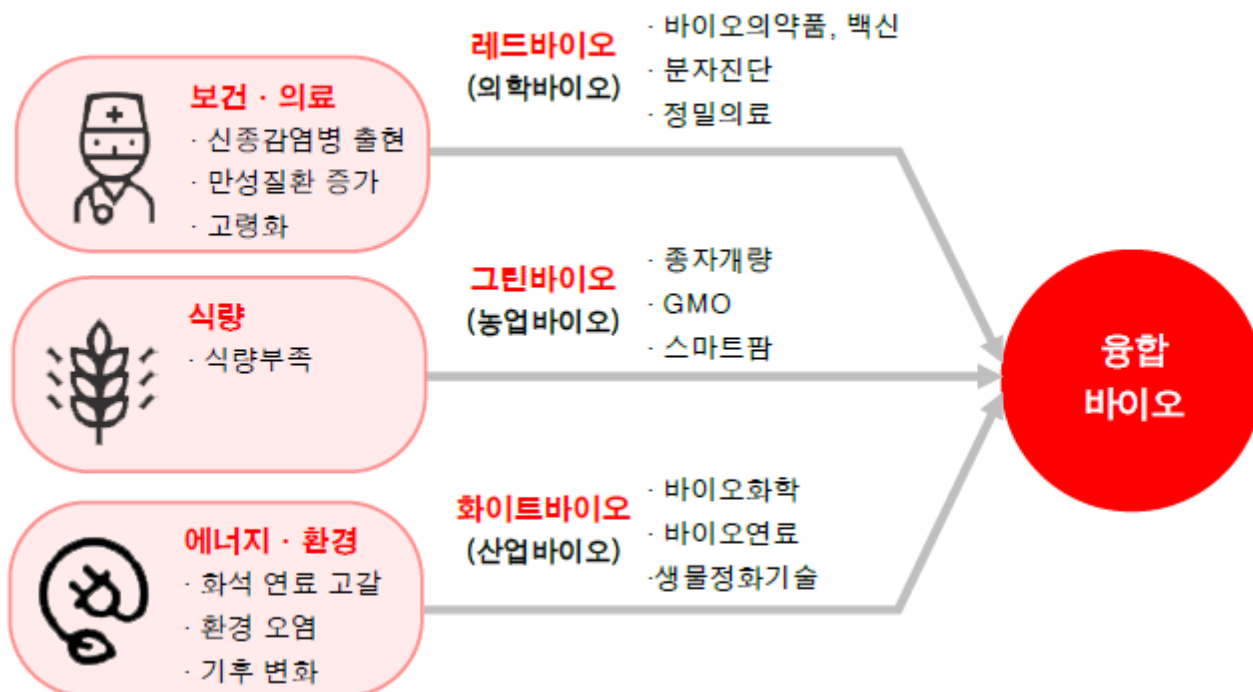 보건 · 의료
· 신종감염병 출현
· 만성질환 증가
· 고령화
레드바이오
(의학바이오)
· 바이오의약품, 백신
· 분자진단
· 정밀의료
식량
· 식량부족
그린바이오
(농업바이오)
· 종자개량
· GMO
· 스마트팜
에너지 · 환경
· 화석 연료 고갈
· 환경 오염
· 기후 변화
화이트바이오
(산업바이오)
· 바이오화학
· 바이오연료
·생물정화기술
융합
바이오